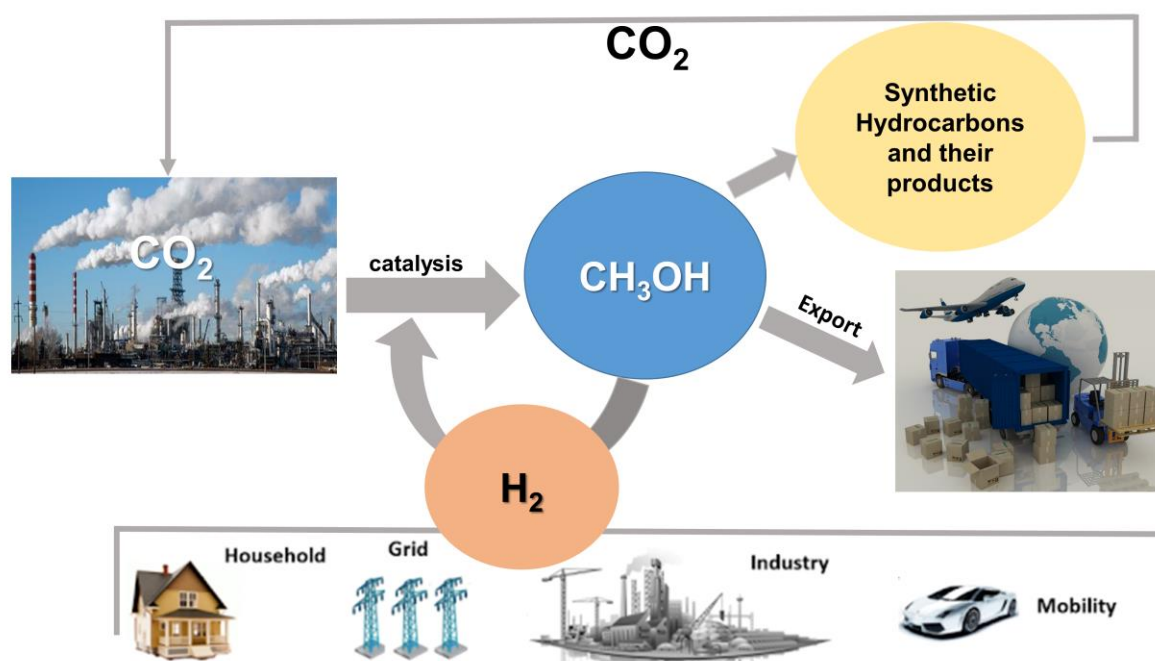 CO₂
Synthetic
Hydrocarbons
and their
products
CO₂
catalysis
CH₃OH
Export
H₂
Household
Grid
Industry
Mobility